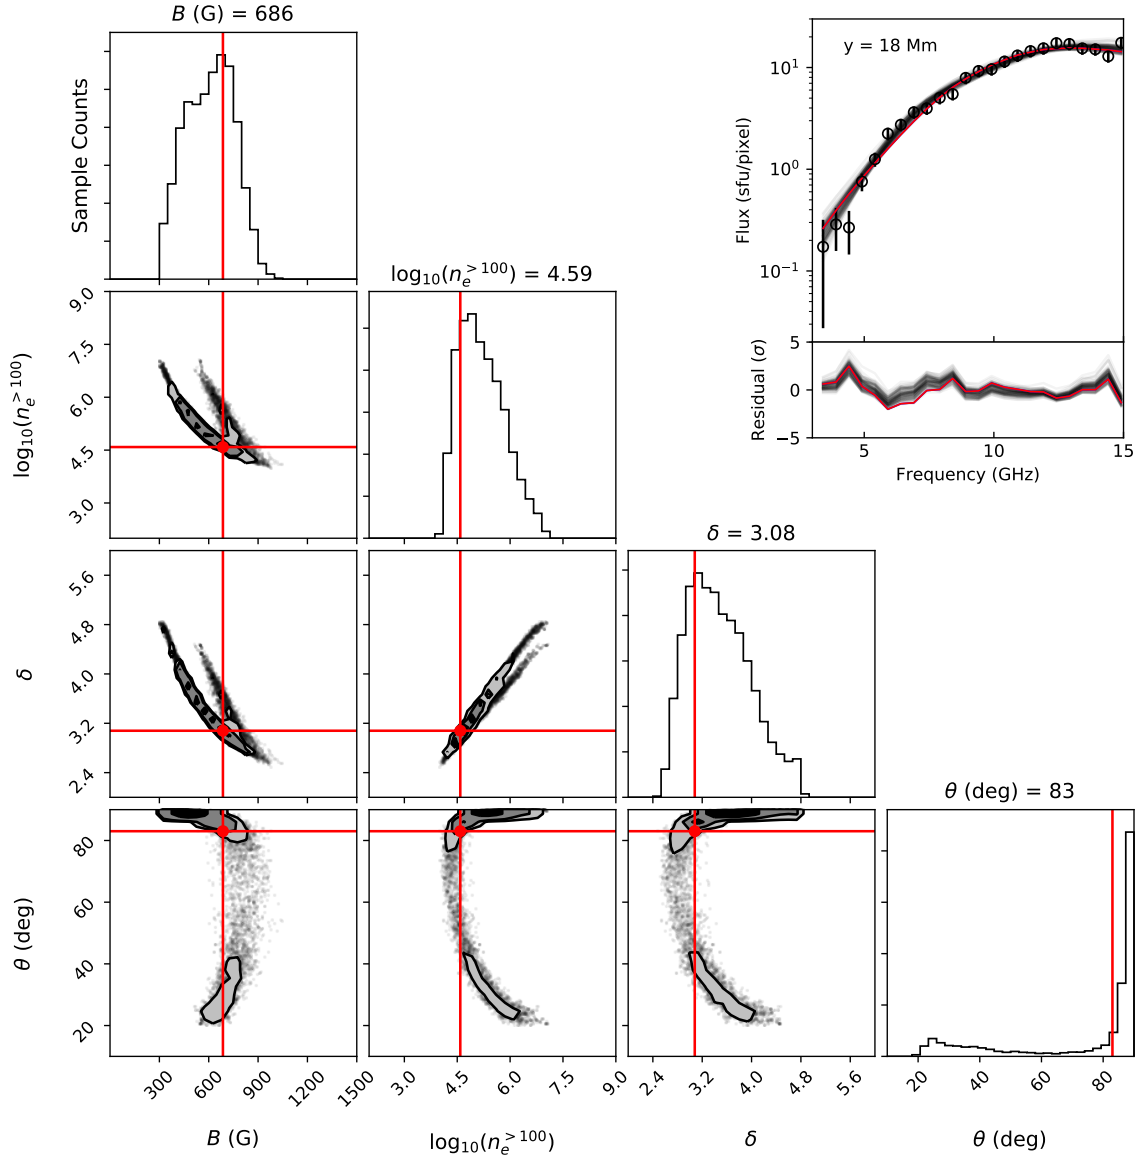 B (G) = 686
Sample Counts
y = 18 Mm
10¹
10⁰
10⁻¹
Flux (sfu/pixel)
5
0
−5
Residual (σ)
5 10 15
Frequency (GHz)
log₁₀(nₑ^>100) = 4.59
9.0
7.5
6.0
4.5
3.0
log₁₀(nₑ^>100)
δ = 3.08
5.6
4.8
4.0
3.2
2.4
δ
θ (deg) = 83
80
60
40
20
θ (deg)
300 600 900 1200 1500
3.0 4.5 6.0 7.5 9.0
2.4 3.2 4.0 4.8 5.6
20 40 60 80
B (G)
log₁₀(nₑ^>100)
δ
θ (deg)